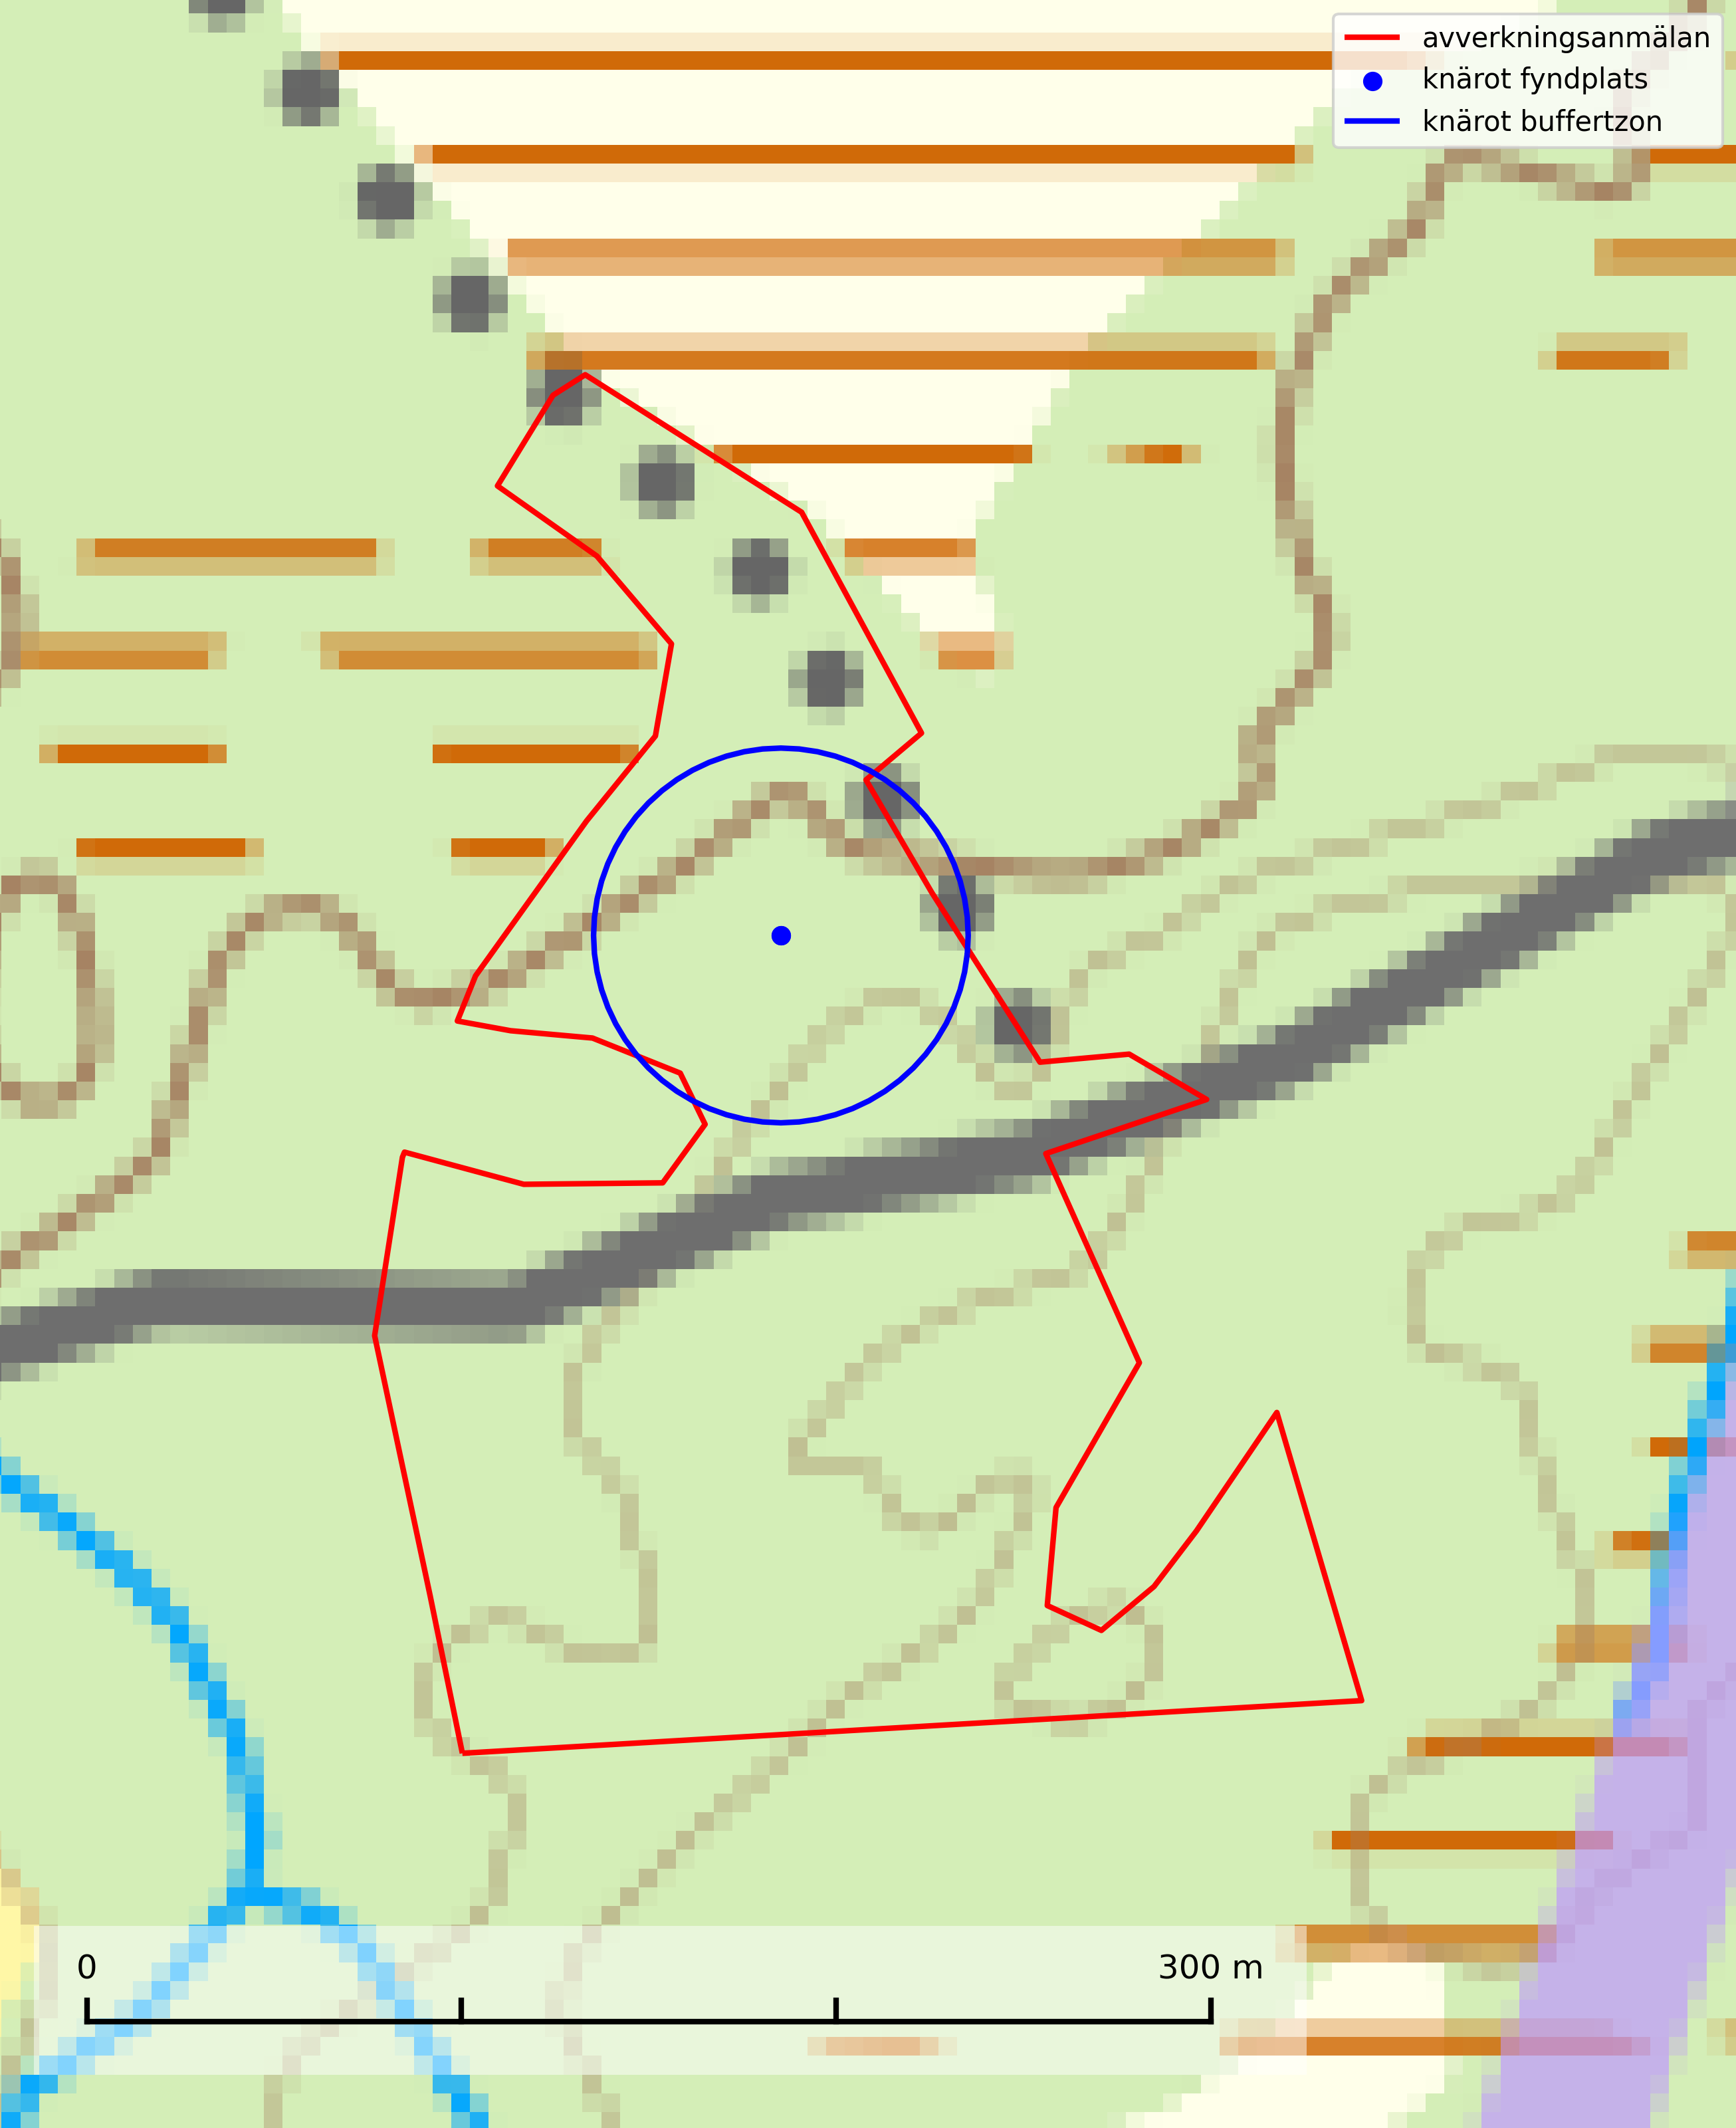 avverkningsanmälan
knärot fyndplats
knärot buffertzon
0
300 m